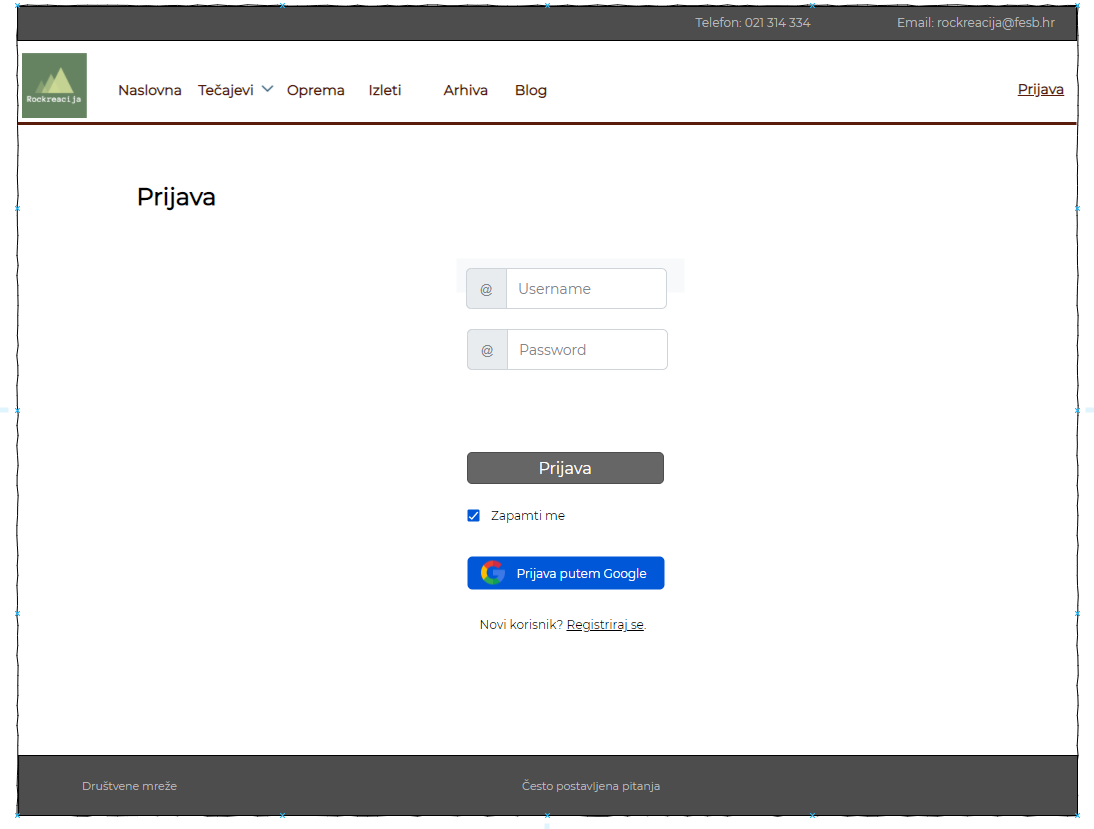 Telefon: 021 314 334 Email: rockreacija@fesb.hr
Rockreacija
Naslovna Tečajevi Oprema Izleti Arhiva Blog Prijava
Prijava
@ Username
@ Password
Prijava
Zapamti me
Prijava putem Google
Novi korisnik? Registriraj se.
Društvene mreže Često postavljena pitanja